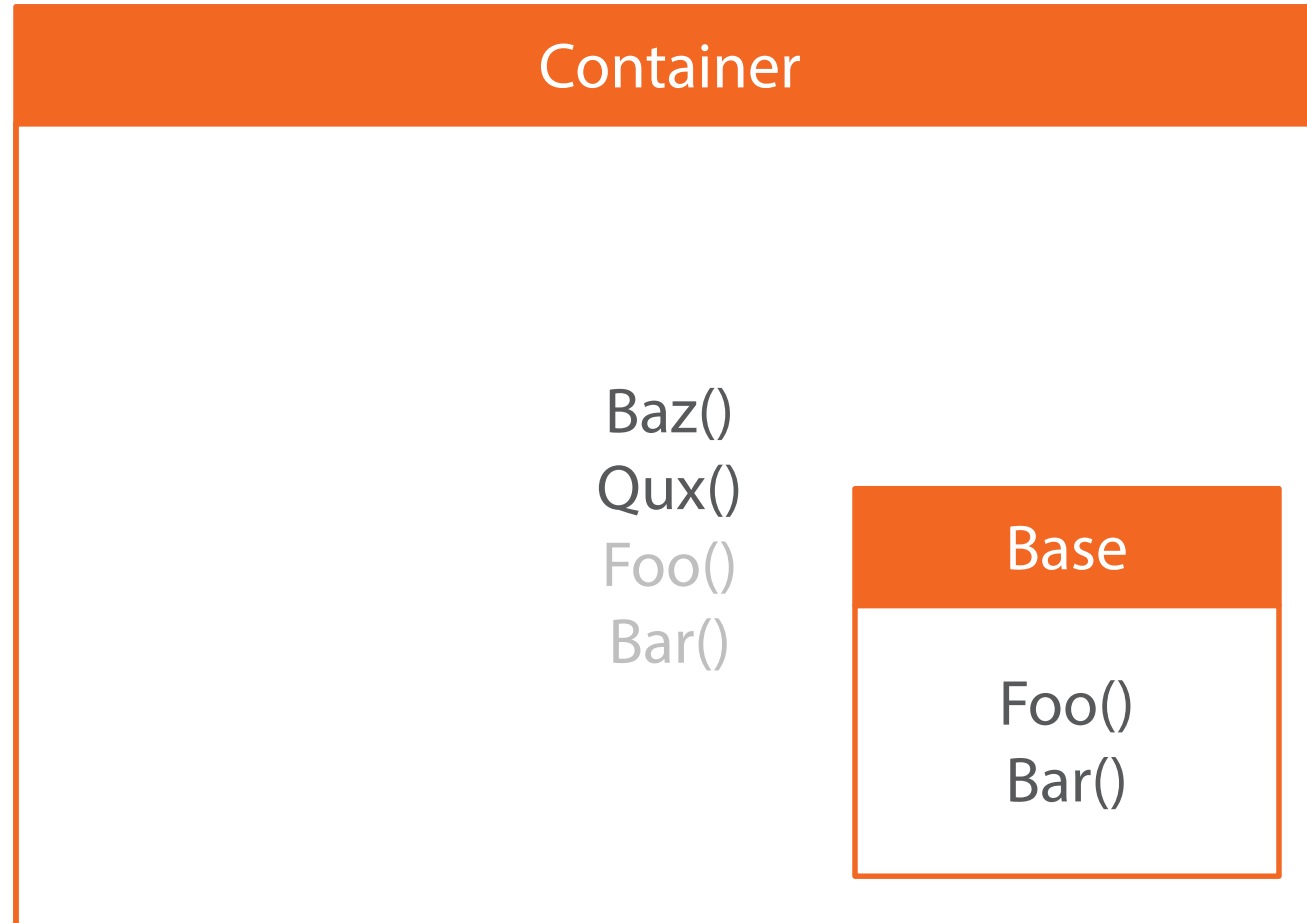 Container
Baz()
Qux()
Foo()
Bar()
Base
Foo()
Bar()